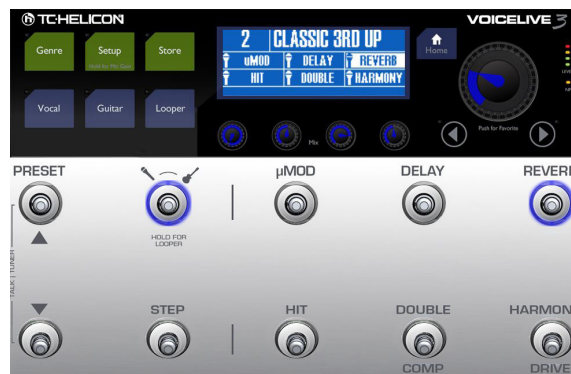 TC·HELICON
VOICELIVE 3
Genre
Setup
Hold for Mic Gain
Store
2 CLASSIC 3RD UP
µMOD DELAY REVERB
HIT DOUBLE HARMONY
Home
Vocal
Guitar
Looper
Mix
Push for Favorite
PRESET
µMOD
DELAY
REVERB
HOLD FOR
LOOPER
TALK | TUNER
STEP
HIT
DOUBLE
HARMON
COMP
DRIVE